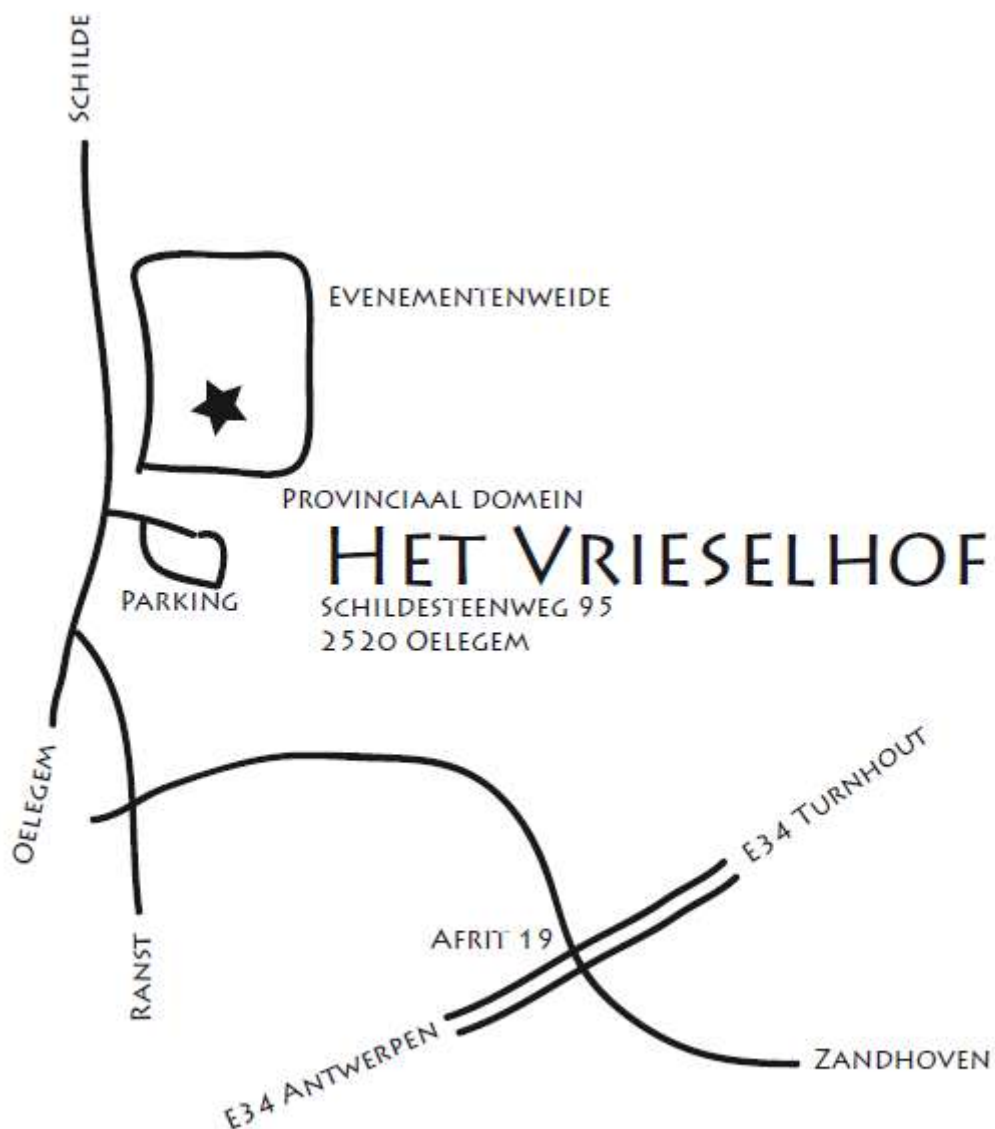 Schilde
Evenementenweide
Provinciaal domein
Het Vrieselhof
Parking
Schildesteenweg 95
2520 Oelegem
Oelegem
E34 Turnhout
Afrit 19
Ranst
E34 Antwerpen
Zandhoven